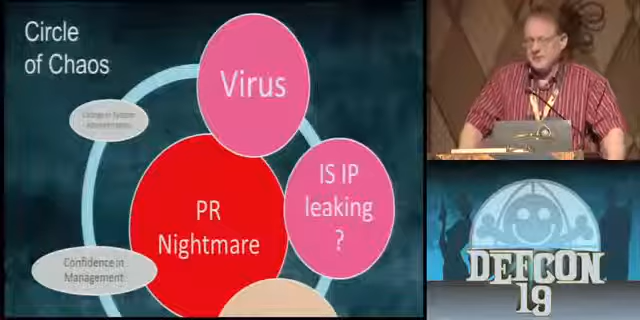 Circle
of Chaos
Virus
IS IP
leaking
?
PR
Nightmare
Confidence in
Management
DEFCON
19